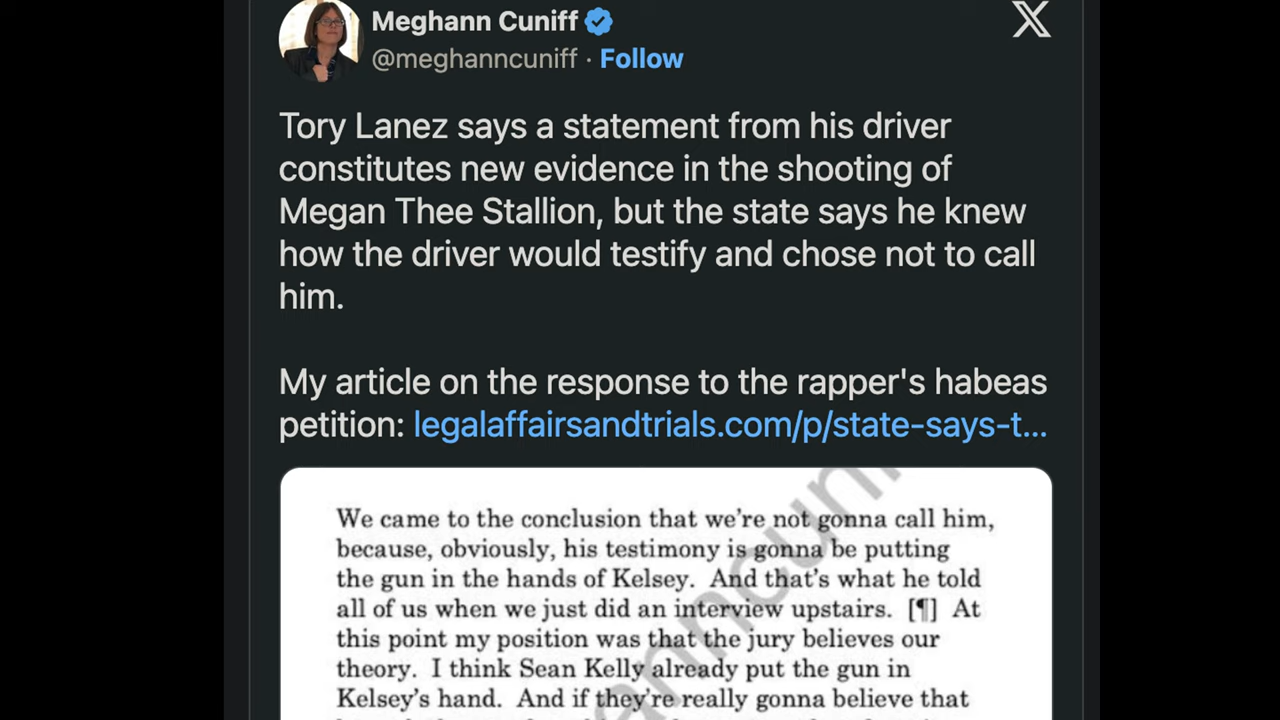 Meghann Cuniff
@meghanncuniff · Follow
Tory Lanez says a statement from his driver
constitutes new evidence in the shooting of
Megan Thee Stallion, but the state says he knew
how the driver would testify and chose not to call
him.
My article on the response to the rapper's habeas
petition: legalaffairsandtrials.com/p/state-says-t...
We came to the conclusion that we're not gonna call him,
because, obviously, his testimony is gonna be putting
the gun in the hands of Kelsey. And that's what he told
all of us when we just did an interview upstairs. [¶] At
this point my position was that the jury believes our
theory. I think Sean Kelly already put the gun in
Kelsey's hand. And if they're really gonna believe that